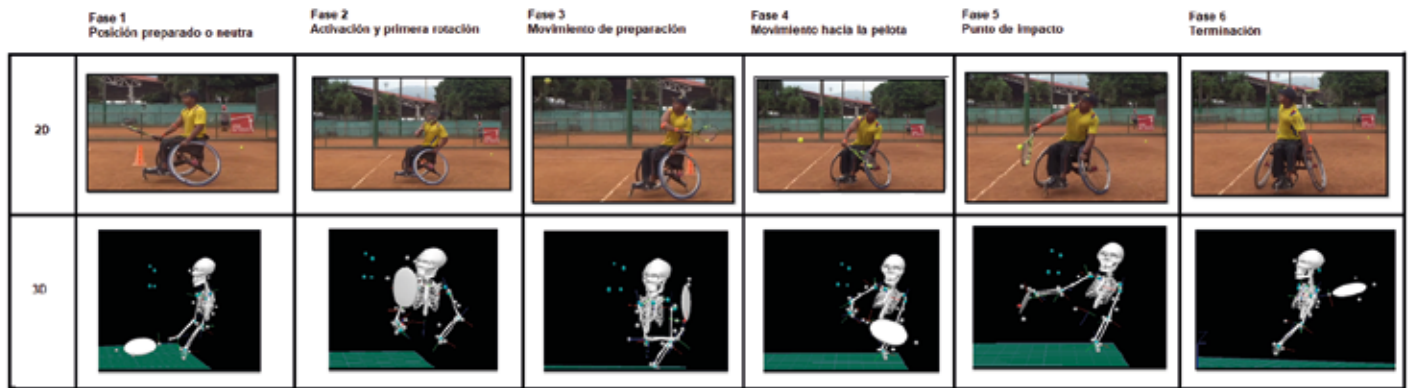 Fase 1
Posición preparado o neutra
Fase 2
Activación y primera rotación
Fase 3
Movimiento de preparación
Fase 4
Movimiento hacia la pelota
Fase 5
Punto de impacto
Fase 6
Terminación
2D
3D